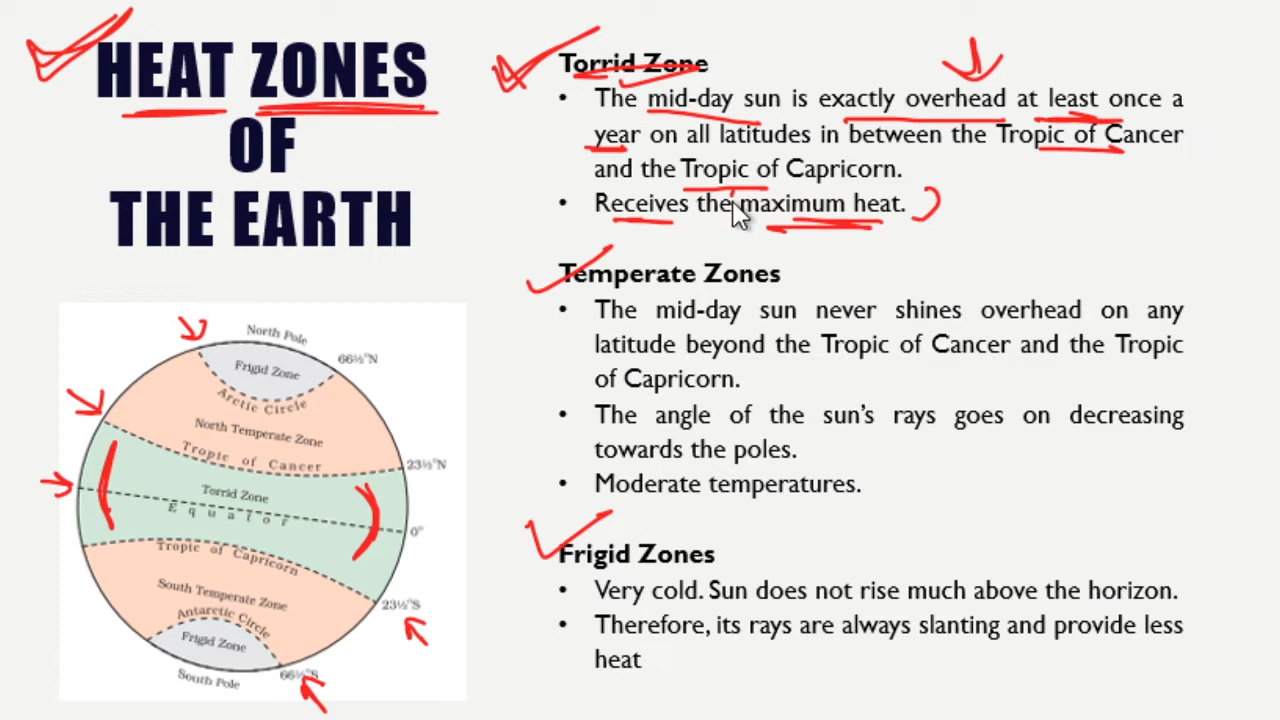 HEAT ZONES
OF
THE EARTH
Torrid Zone
• The mid-day sun is exactly overhead at least once a
year on all latitudes in between the Tropic of Cancer
and the Tropic of Capricorn.
• Receives the maximum heat.
Temperate Zones
• The mid-day sun never shines overhead on any
latitude beyond the Tropic of Cancer and the Tropic
of Capricorn.
• The angle of the sun's rays goes on decreasing
towards the poles.
• Moderate temperatures.
Frigid Zones
• Very cold. Sun does not rise much above the horizon.
• Therefore, its rays are always slanting and provide less
heat
North Pole
66½°N
Frigid Zone
Arctic Circle
North Temperate Zone
Tropic of Cancer
23½°N
Torrid Zone
Equator
0°
Tropic of Capricorn
South Temperate Zone
23½°S
Antarctic Circle
Frigid Zone
66½°S
South Pole